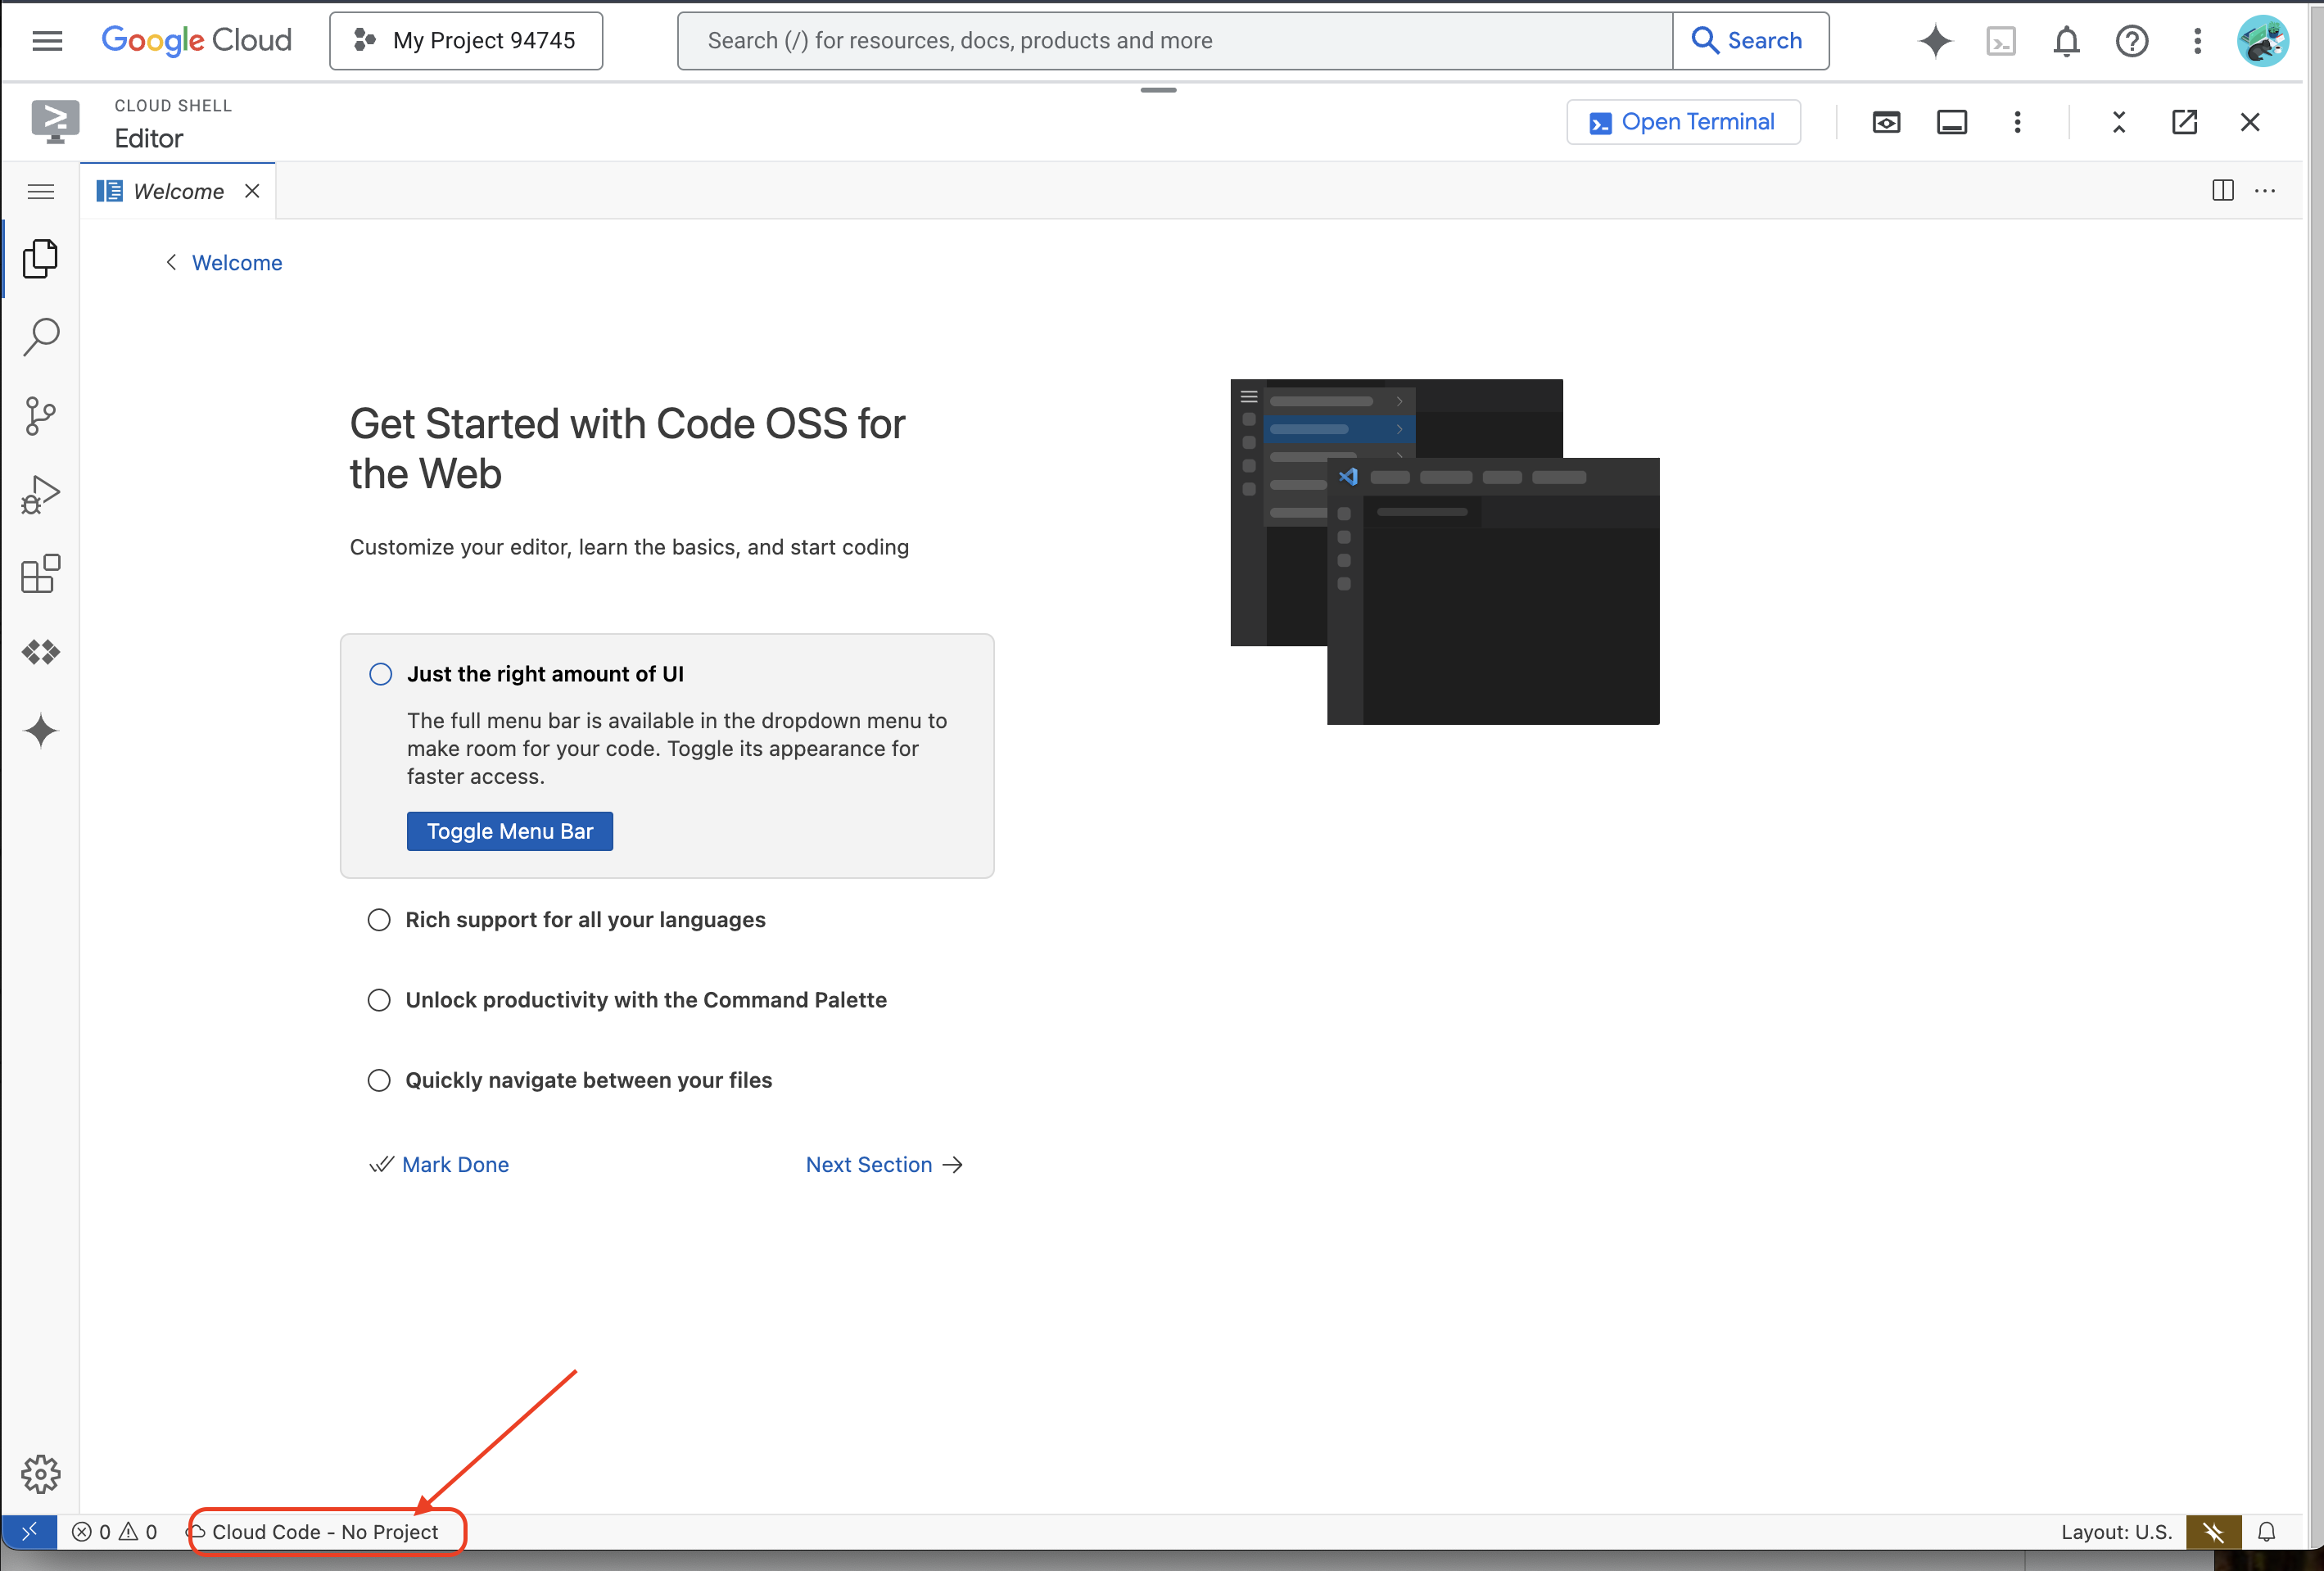 Google Cloud
My Project 94745
Search (/) for resources, docs, products and more
Search
CLOUD SHELL
Editor
Open Terminal
Welcome
Welcome
Get Started with Code OSS for
the Web
Customize your editor, learn the basics, and start coding
Just the right amount of UI
The full menu bar is available in the dropdown menu to
make room for your code. Toggle its appearance for
faster access.
Toggle Menu Bar
Rich support for all your languages
Unlock productivity with the Command Palette
Quickly navigate between your files
Mark Done
Next Section
0 0 Cloud Code - No Project
Layout: U.S.